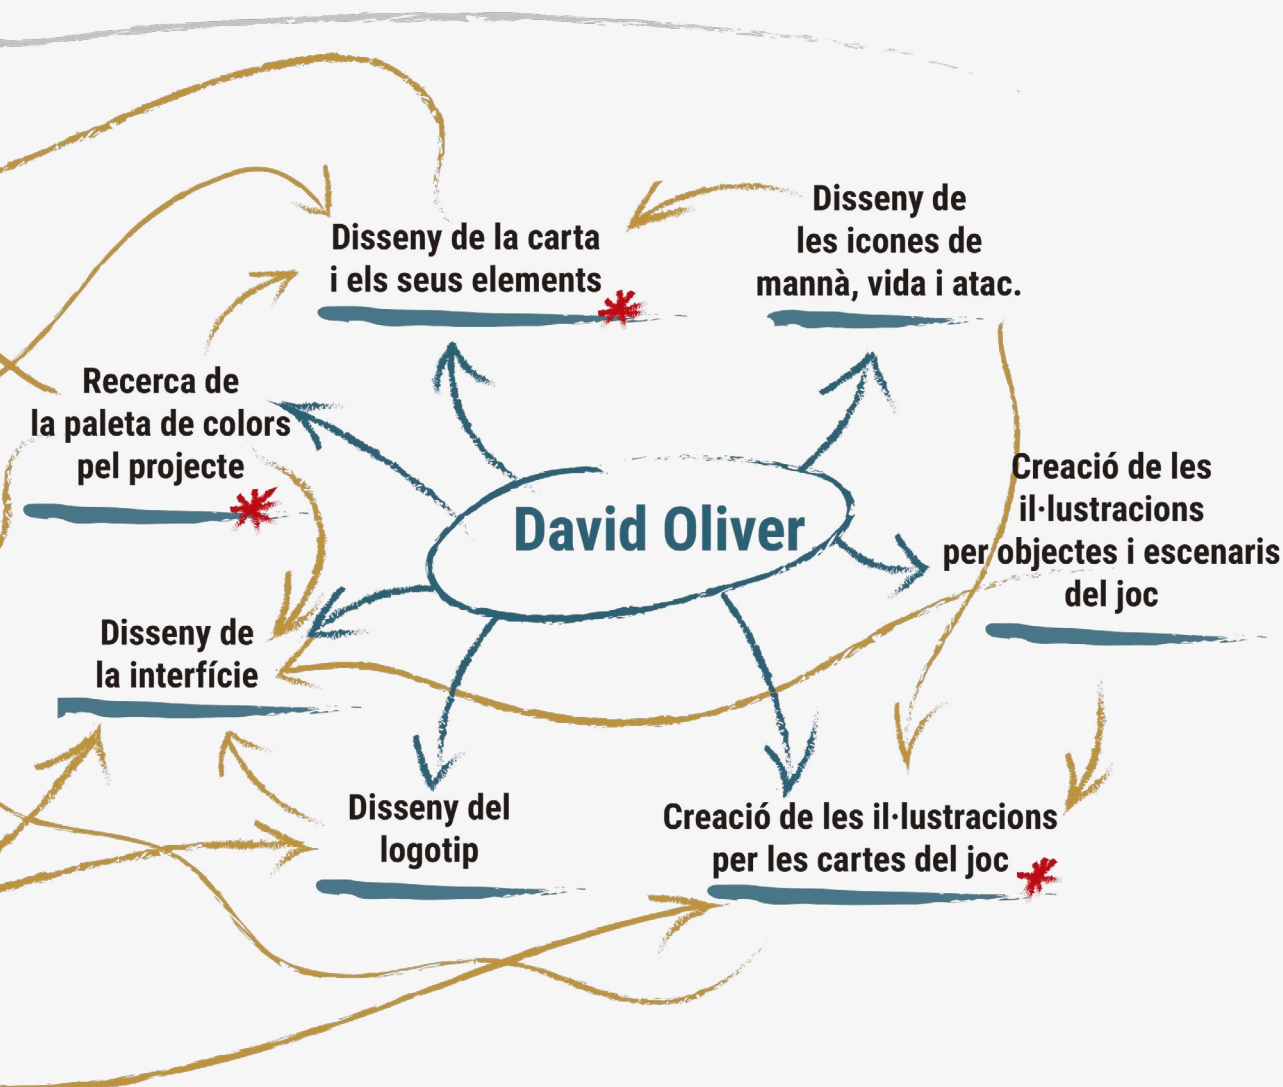 Disseny de la carta
i els seus elements
Disseny de
les icones de
mannà, vida i atac.
Recerca de
la paleta de colors
pel projecte
David Oliver
Creació de les
il·lustracions
per objectes i escenaris
del joc
Disseny de
la interfície
Disseny del
logotip
Creació de les il·lustracions
per les cartes del joc